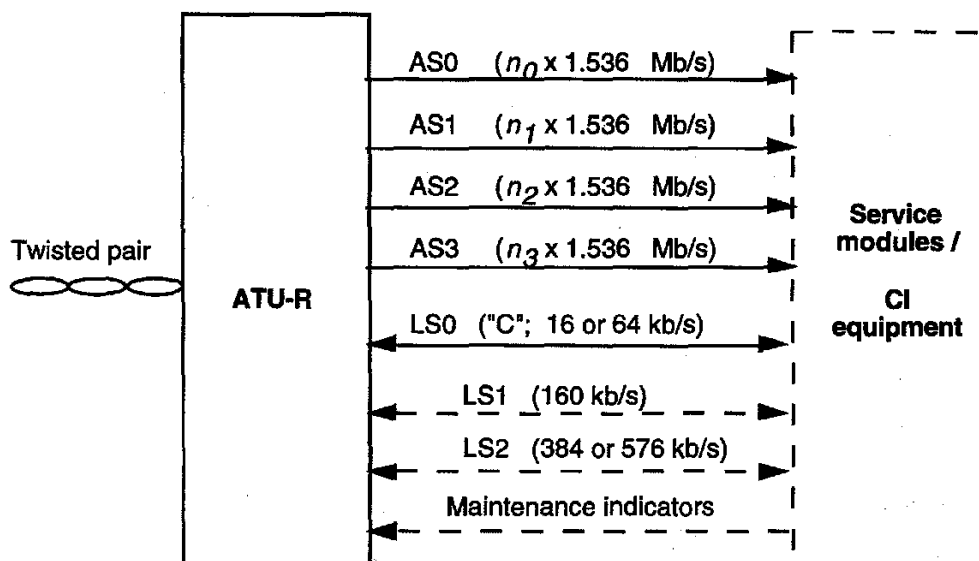 AS0 (n0 x 1.536 Mb/s)
AS1 (n1 x 1.536 Mb/s)
AS2 (n2 x 1.536 Mb/s)
AS3 (n3 x 1.536 Mb/s)
Twisted pair
ATU-R
LS0 ("C"; 16 or 64 kb/s)
LS1 (160 kb/s)
LS2 (384 or 576 kb/s)
Maintenance indicators
Service
modules /
CI
equipment